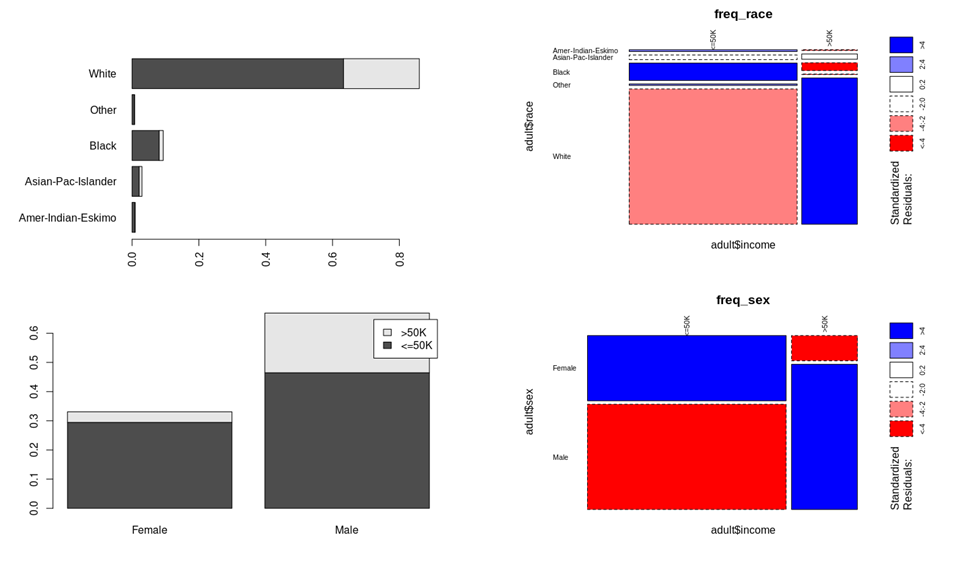 White
Other
Black
Asian-Pac-Islander
Amer-Indian-Eskimo
0.0 0.2 0.4 0.6 0.8
freq_race
<=50K >50K
Amer-Indian-Eskimo
Asian-Pac-Islander
Black
Other
White
adult$race
adult$income
Standardized
Residuals:
<-4 -4:-2 -2:0 0:2 2:4 >4
0.0 0.1 0.2 0.3 0.4 0.5 0.6
>50K
<=50K
Female Male
freq_sex
<=50K >50K
Female
Male
adult$sex
adult$income
Standardized
Residuals:
<-4 -4:-2 -2:0 0:2 2:4 >4